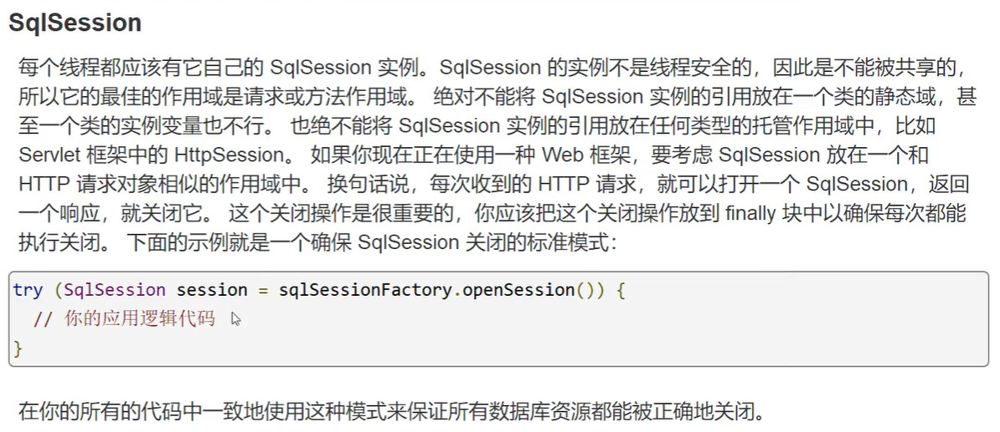 SqlSession
每个线程都应该有它自己的 SqlSession 实例。SqlSession 的实例不是线程安全的，因此是不能被共享的，
所以它的最佳的作用域是请求或方法作用域。 绝对不能将 SqlSession 实例的引用放在一个类的静态域，甚
至一个类的实例变量也不行。 也绝不能将 SqlSession 实例的引用放在任何类型的托管作用域中，比如
Servlet 框架中的 HttpSession。 如果你现在正在使用一种 Web 框架，要考虑 SqlSession 放在一个和
HTTP 请求对象相似的作用域中。 换句话说，每次收到的 HTTP 请求，就可以打开一个 SqlSession，返回
一个响应，就关闭它。 这个关闭操作是很重要的，你应该把这个关闭操作放到 finally 块中以确保每次都能
执行关闭。 下面的示例就是一个确保 SqlSession 关闭的标准模式：
try (SqlSession session = sqlSessionFactory.openSession()) {
  // 你的应用逻辑代码
}
在你的所有的代码中一致地使用这种模式来保证所有数据库资源都能被正确地关闭。